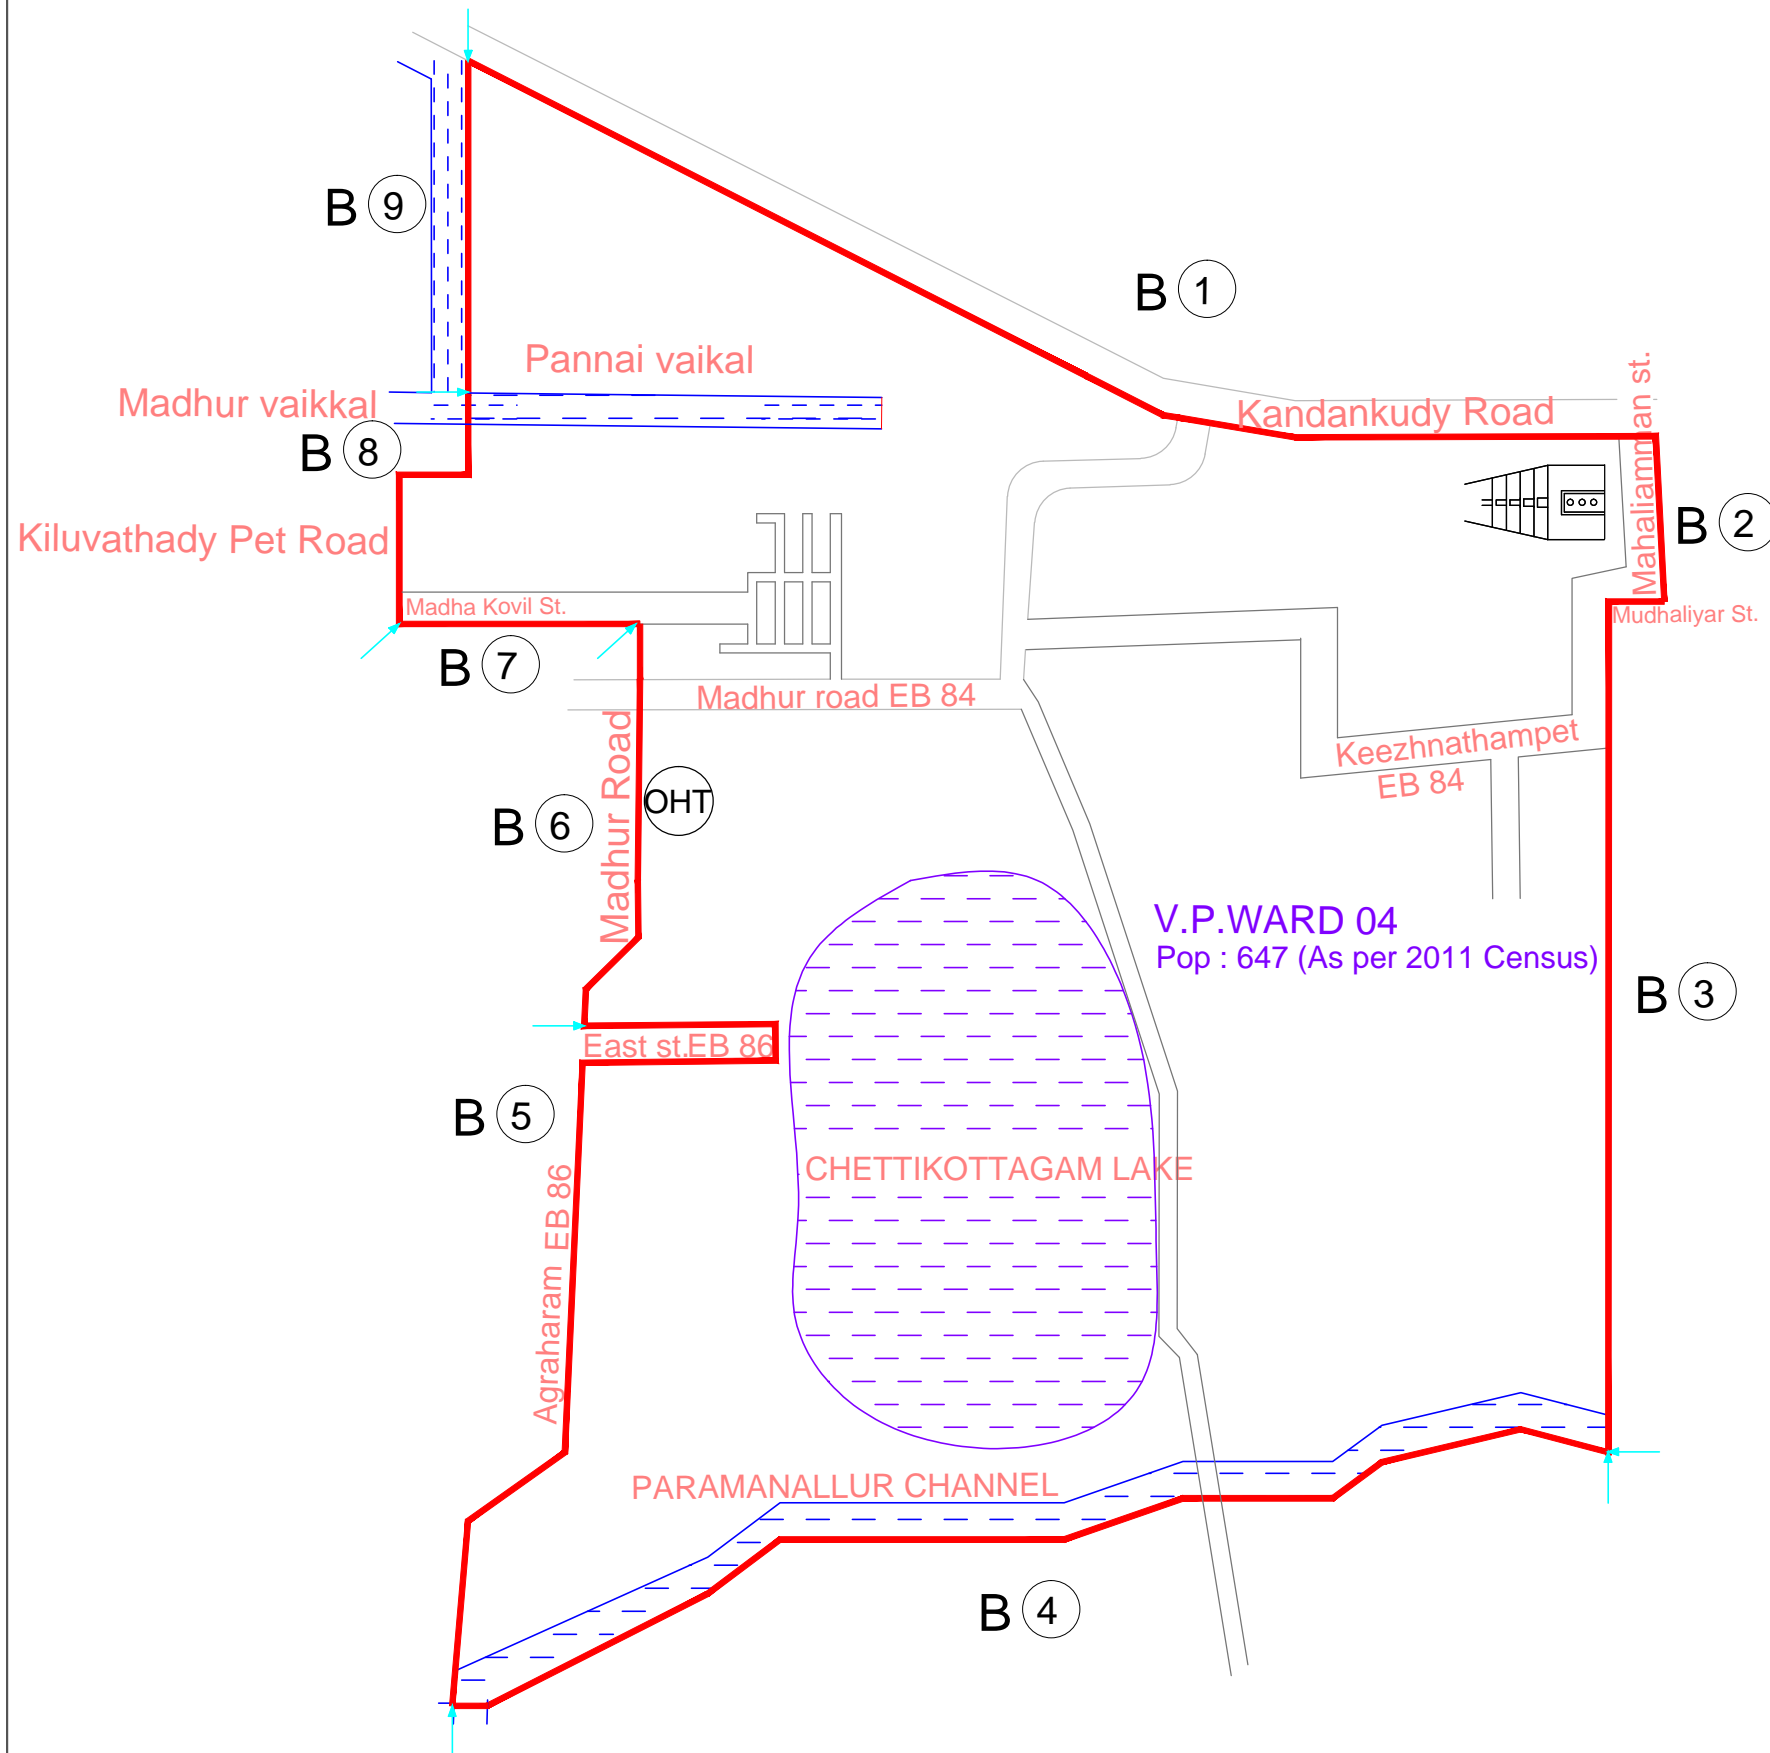 B 9
B 1
Pannai vaikal
Madhur vaikkal
Kandankudy Road
Mahaliamman st.
B 8
B 2
Kiluvathady Pet Road
Madha Kovil St.
Mudhaliyar St.
B 7
Madhur road EB 84
Keezhnathampet
EB 84
Madhur Road
OHT
B 6
V.P.WARD 04
Pop : 647 (As per 2011 Census)
B 3
East st.EB 86
B 5
CHETTIKOTTAGAM LAKE
Agraharam EB 86
PARAMANALLUR CHANNEL
B 4